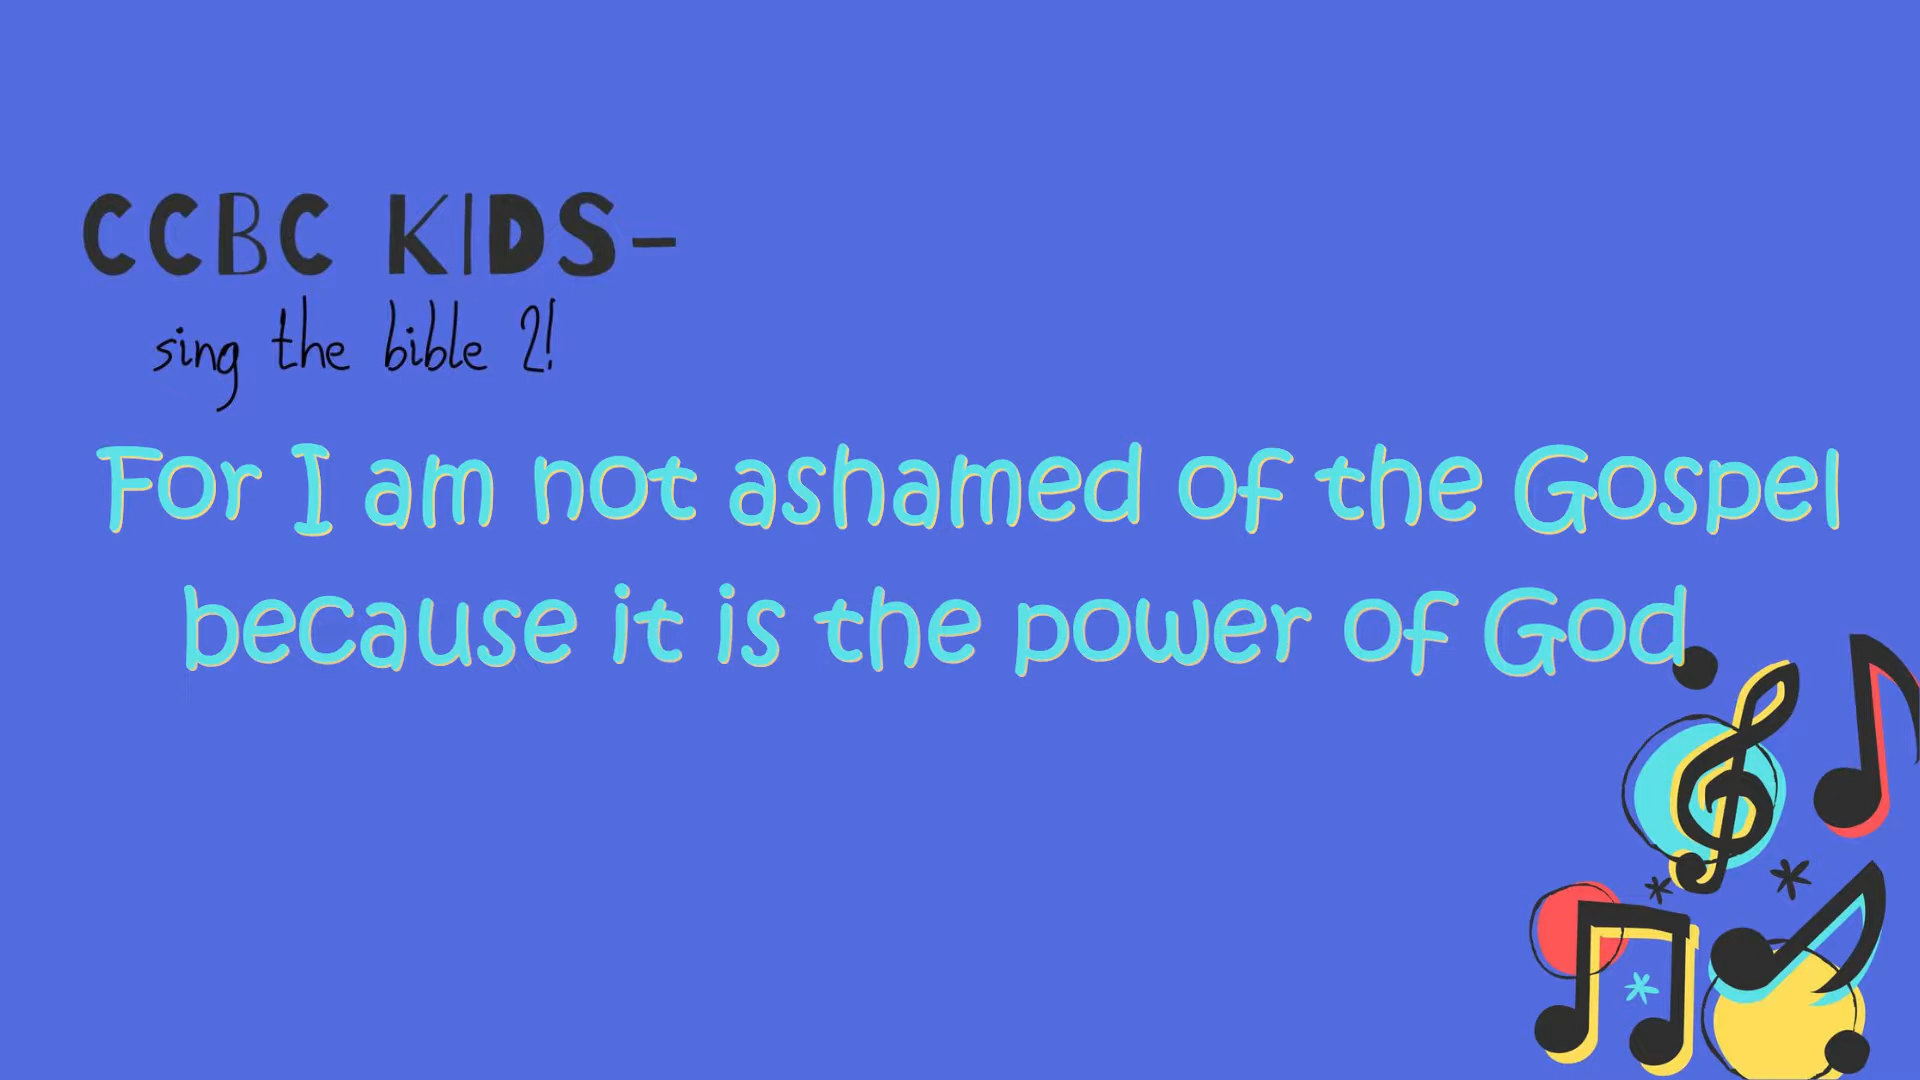 CCBC KIDS-
sing the bible 2!
For I am not ashamed of the Gospel
because it is the power of God